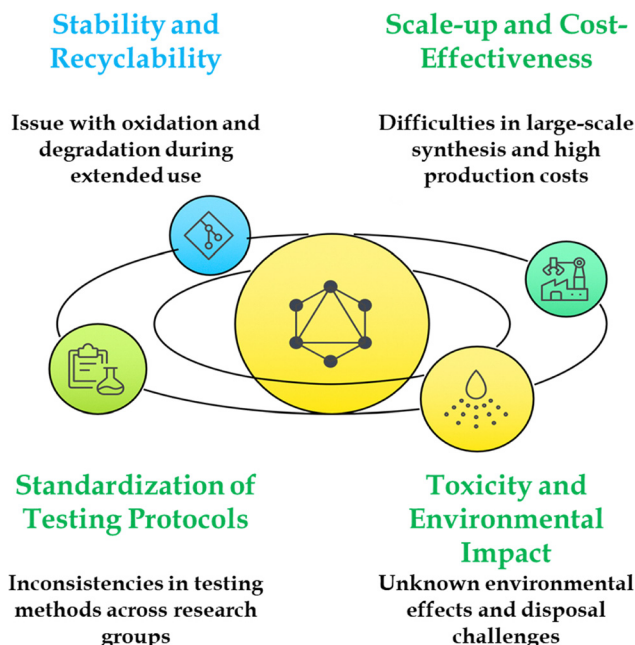 Stability and
Recyclability
Issue with oxidation and
degradation during
extended use
Scale-up and Cost-
Effectiveness
Difficulties in large-scale
synthesis and high
production costs
Standardization of
Testing Protocols
Inconsistencies in testing
methods across research
groups
Toxicity and
Environmental
Impact
Unknown environmental
effects and disposal
challenges